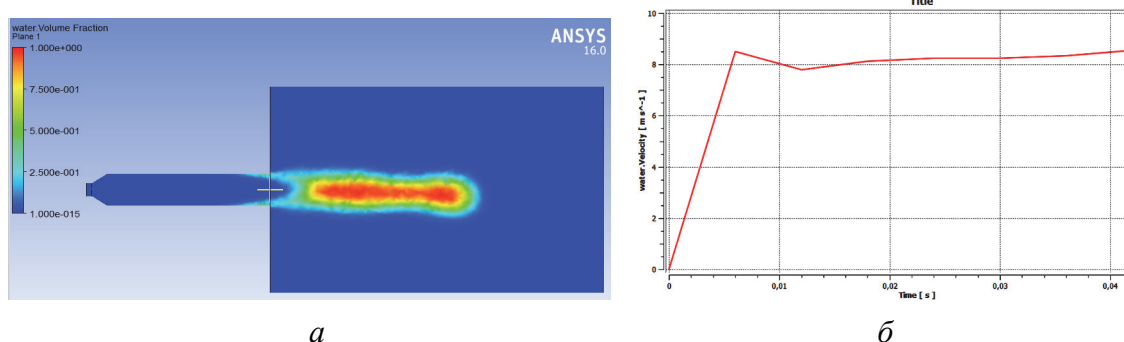 water.Volume Fraction
Plane 1
1.000e+000
7.500e-001
5.000e-001
2.500e-001
1.000e-015
ANSYS
16.0
а
Title
10
8
6
4
2
0
water.Velocity [ m s^-1 ]
0
0,01
0,02
0,03
0,04
Time [ s ]
б